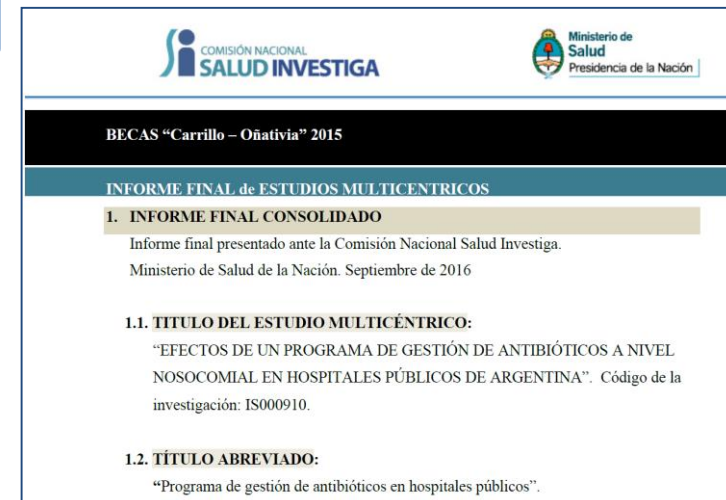 COMISIÓN NACIONAL
SALUD INVESTIGA
Ministerio de
Salud
Presidencia de la Nación
BECAS “Carrillo – Oñativia” 2015
INFORME FINAL de ESTUDIOS MULTICENTRICOS
1. INFORME FINAL CONSOLIDADO
Informe final presentado ante la Comisión Nacional Salud Investiga.
Ministerio de Salud de la Nación. Septiembre de 2016
1.1. TITULO DEL ESTUDIO MULTICÉNTRICO:
“EFECTOS DE UN PROGRAMA DE GESTIÓN DE ANTIBIÓTICOS A NIVEL
NOSOCOMIAL EN HOSPITALES PÚBLICOS DE ARGENTINA”. Código de la
investigación: IS000910.
1.2. TÍTULO ABREVIADO:
“Programa de gestión de antibióticos en hospitales públicos”.